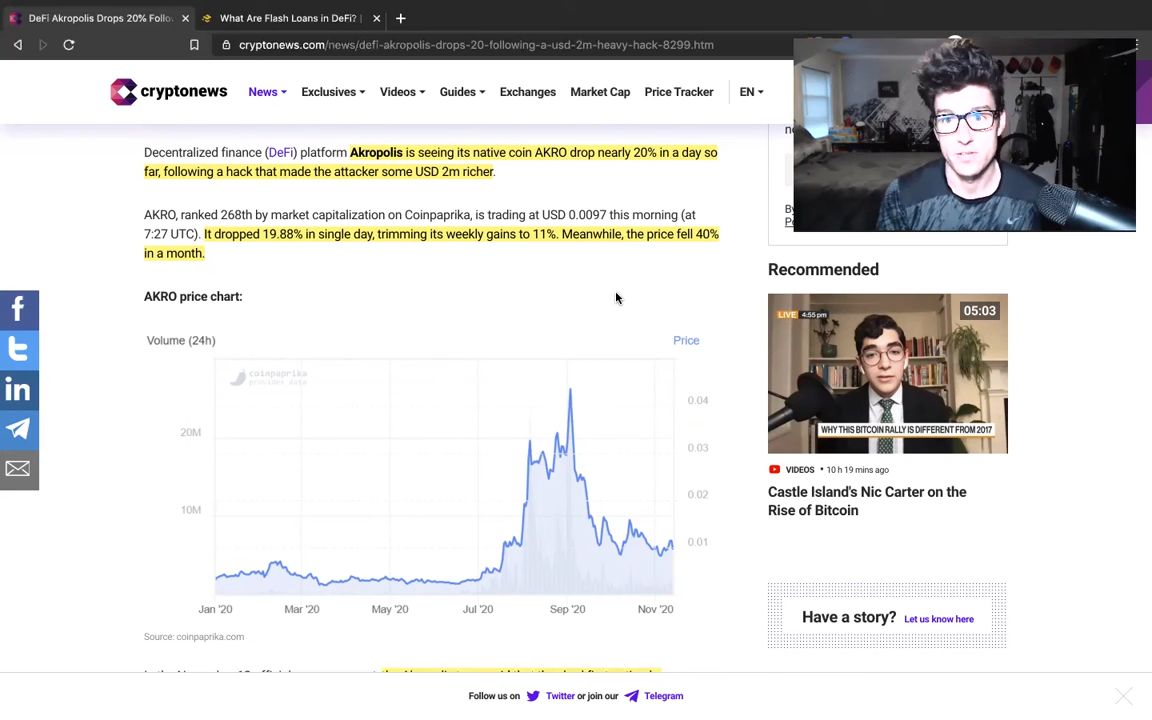 DeFi Akropolis Drops 20% Follo
What Are Flash Loans in DeFi? |
cryptonews.com/news/defi-akropolis-drops-20-following-a-usd-2m-heavy-hack-8299.htm
cryptonews
News
Exclusives
Videos
Guides
Exchanges
Market Cap
Price Tracker
EN
Decentralized finance (DeFi) platform Akropolis is seeing its native coin AKRO drop nearly 20% in a day so
far, following a hack that made the attacker some USD 2m richer.
AKRO, ranked 268th by market capitalization on Coinpaprika, is trading at USD 0.0097 this morning (at
7:27 UTC). It dropped 19.88% in single day, trimming its weekly gains to 11%. Meanwhile, the price fell 40%
in a month.
AKRO price chart:
Volume (24h)
Price
coinpaprika
provides data
0.04
20M
0.03
0.02
10M
0.01
Jan '20
Mar '20
May '20
Jul '20
Sep '20
Nov '20
Source: coinpaprika.com
Recommended
LIVE 4:55 pm
05:03
WHY THIS BITCOIN RALLY IS DIFFERENT FROM 2017
VIDEOS • 10 h 19 mins ago
Castle Island's Nic Carter on the
Rise of Bitcoin
Have a story? Let us know here
Follow us on Twitter or join our Telegram